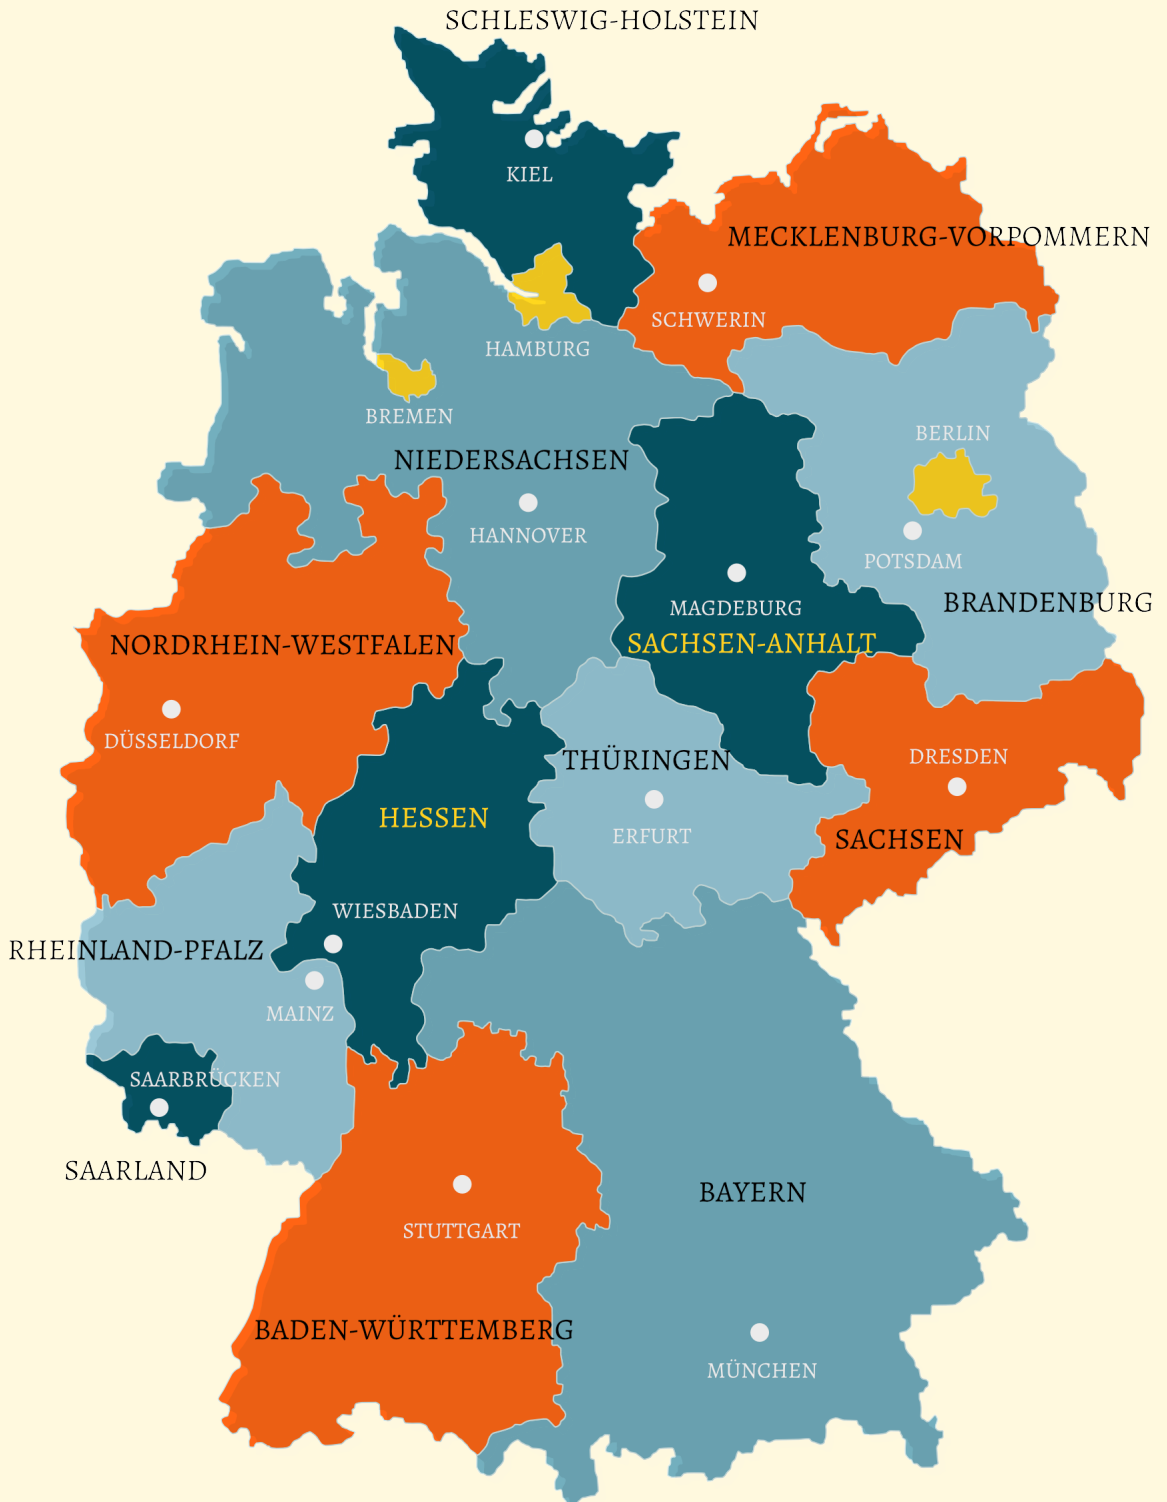 SCHLESWIG-HOLSTEIN
KIEL
MECKLENBURG-VORPOMMERN
SCHWERIN
HAMBURG
BREMEN
BERLIN
NIEDERSACHSEN
HANNOVER
POTSDAM
BRANDENBURG
MAGDEBURG
SACHSEN-ANHALT
NORDRHEIN-WESTFALEN
DÜSSELDORF
THÜRINGEN
DRESDEN
HESSEN
ERFURT
SACHSEN
WIESBADEN
RHEINLAND-PFALZ
MAINZ
SAARBRÜCKEN
SAARLAND
BAYERN
STUTTGART
BADEN-WÜRTTEMBERG
MÜNCHEN